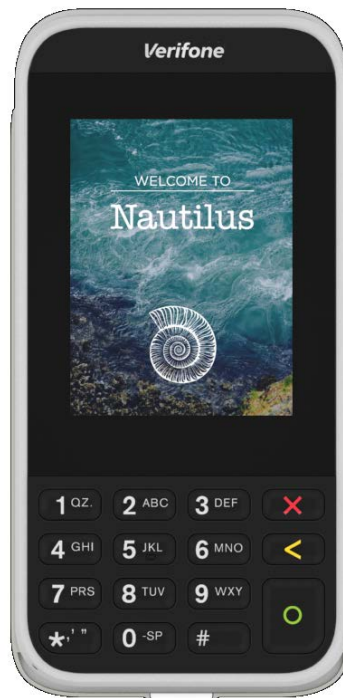 Verifone
WELCOME TO
Nautilus
1 QZ. 2 ABC 3 DEF X
4 GHI 5 JKL 6 MNO <
7 PRS 8 TUV 9 WXY
*,' " 0 -SP # O